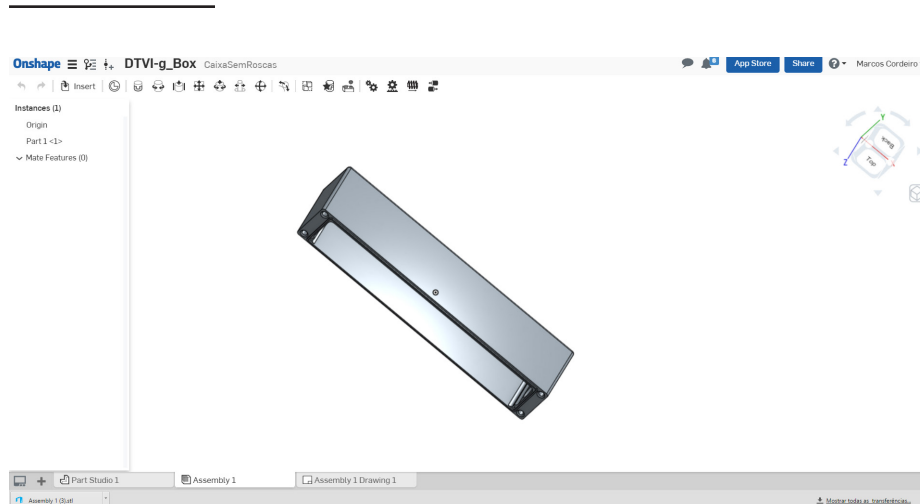 Onshape DTVI-g_Box CaixaSemRoscas App Store Share Marcos Cordeiro
Insert
Instances (1)
Origin
Part 1 <1>
Mate Features (0)
Y
Back
Z
Top
Part Studio 1 Assembly 1 Assembly 1 Drawing 1
Assembly 1 (3).stl Mostrar todas as transferências...